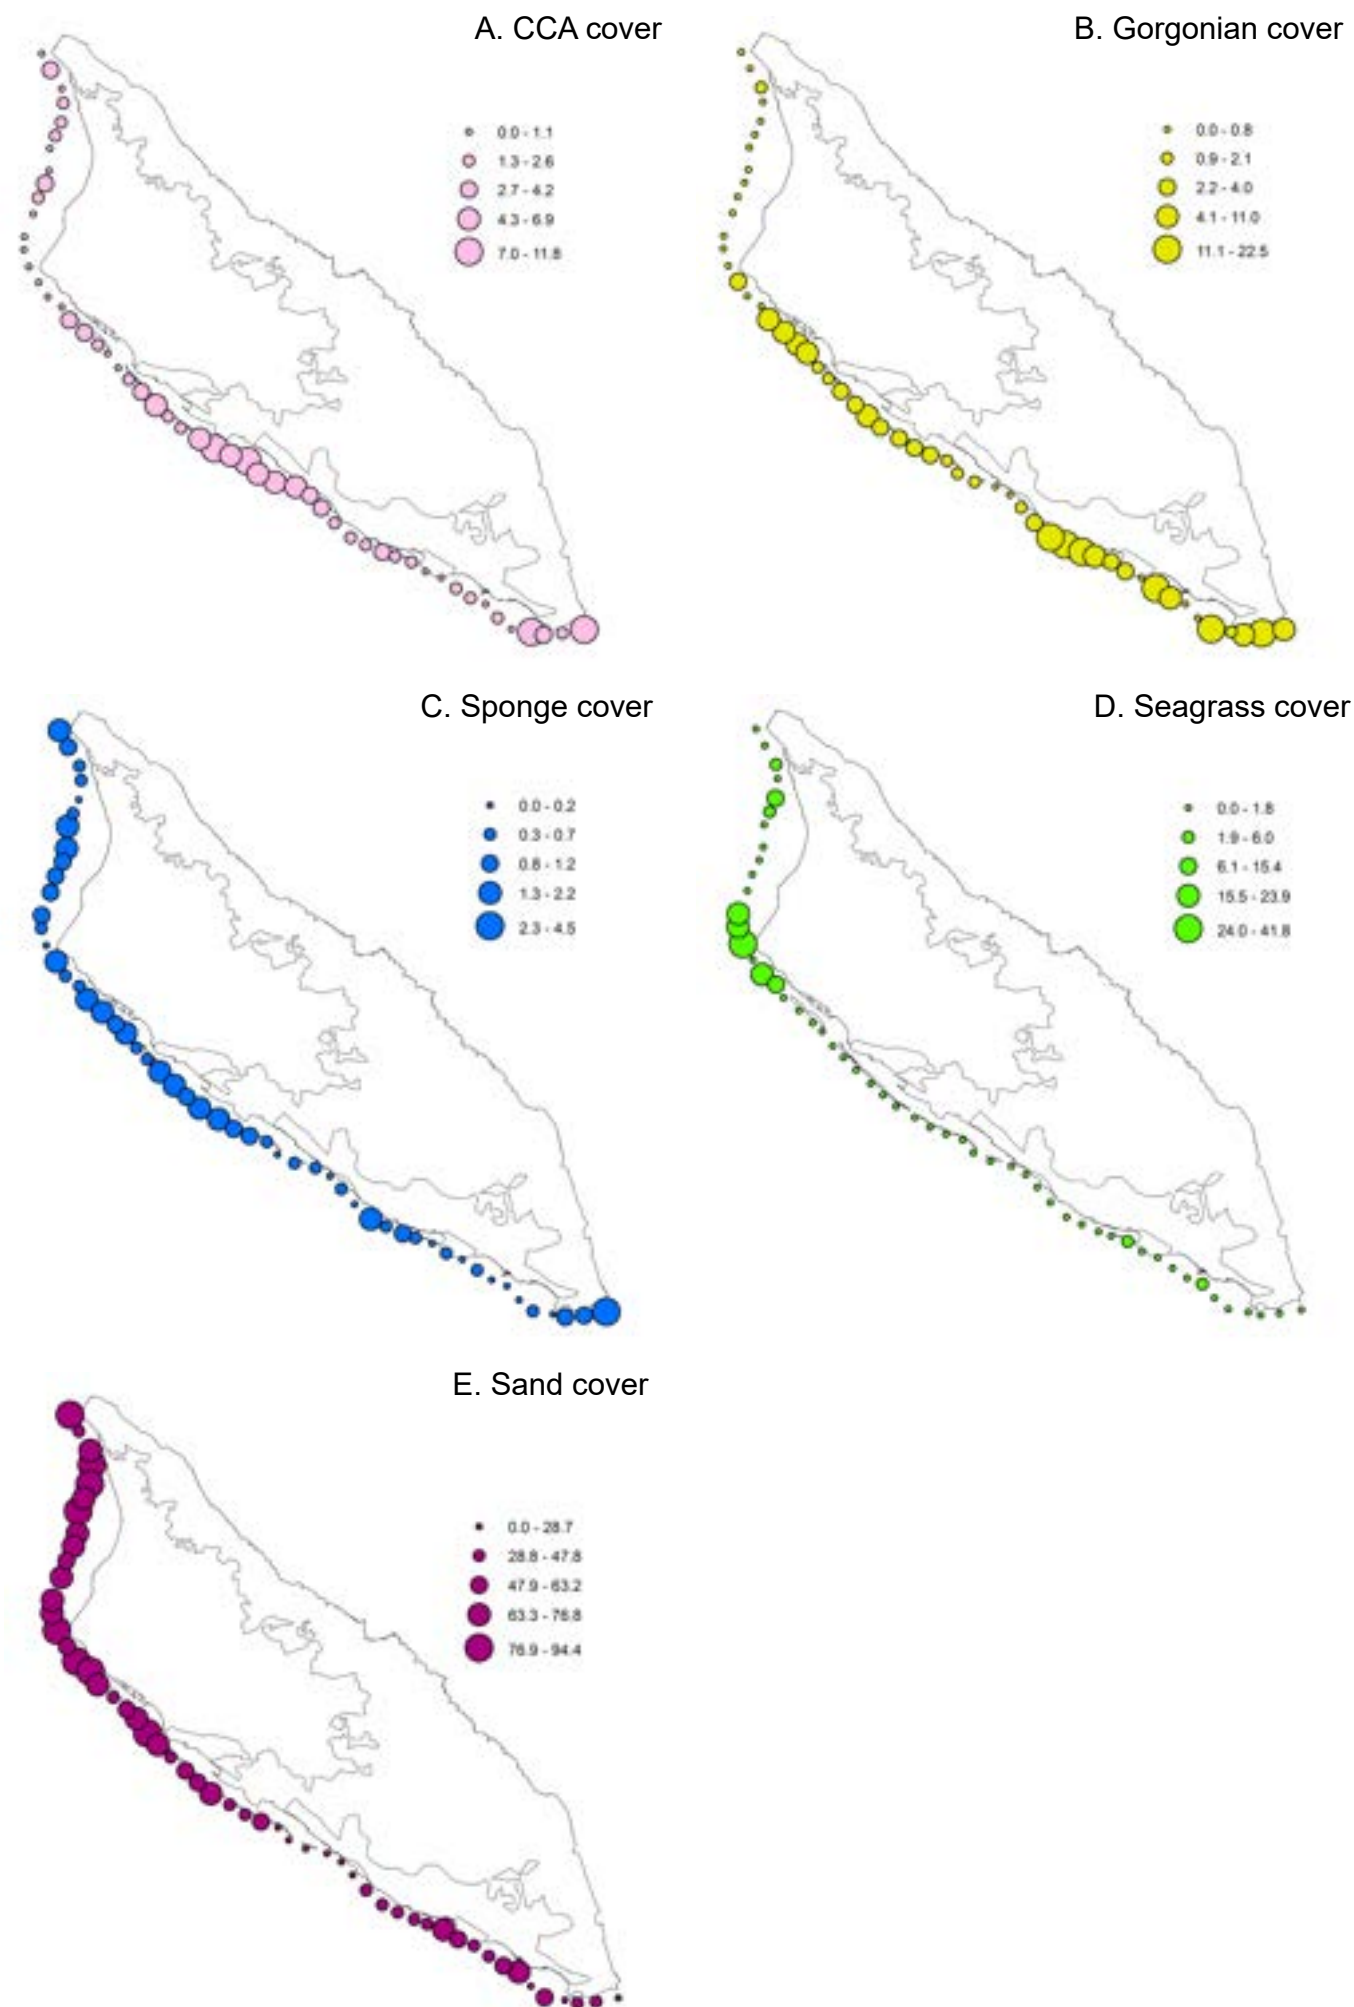 A. CCA cover
0.0 - 1.1
1.3 - 2.6
2.7 - 4.2
4.3 - 6.9
7.0 - 11.8
B. Gorgonian cover
0.0 - 0.8
0.9 - 2.1
2.2 - 4.0
4.1 - 11.0
11.1 - 22.5
C. Sponge cover
0.0 - 0.2
0.3 - 0.7
0.8 - 1.2
1.3 - 2.2
2.3 - 4.5
D. Seagrass cover
0.0 - 1.8
1.9 - 6.0
6.1 - 15.4
15.5 - 23.9
24.0 - 41.8
E. Sand cover
0.0 - 28.7
28.8 - 47.8
47.9 - 63.2
63.3 - 76.8
76.9 - 94.4